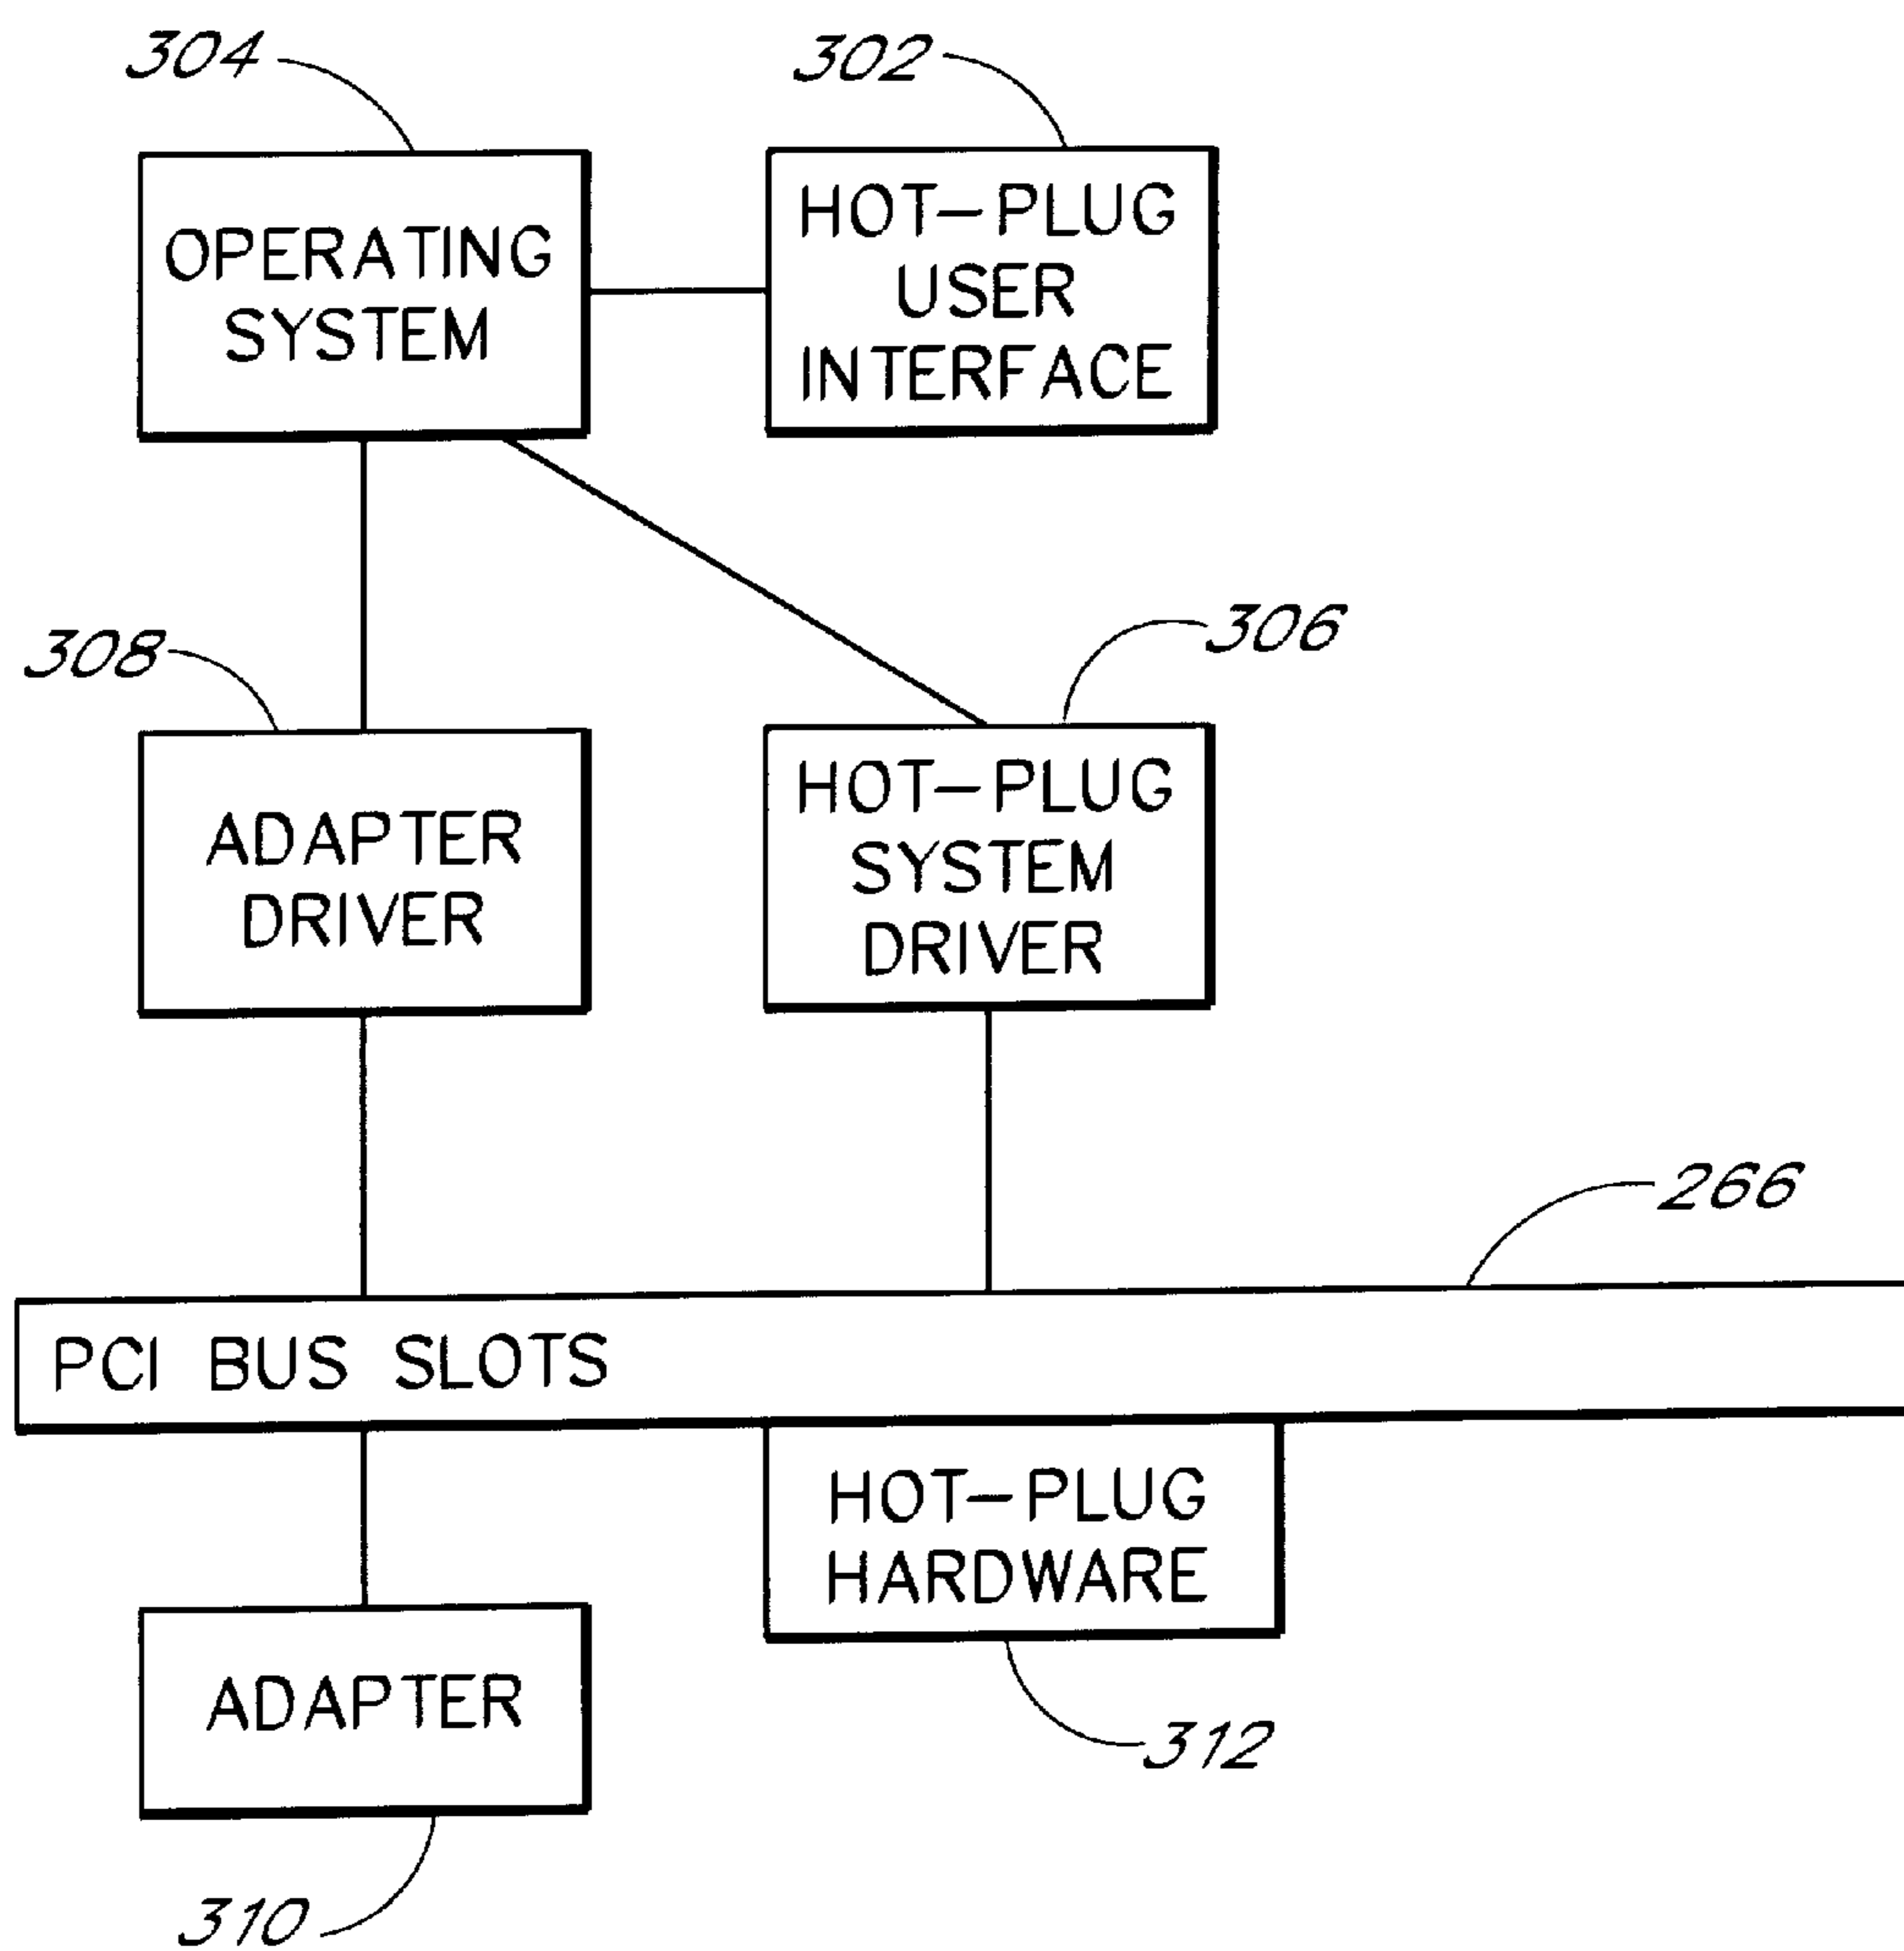 304
302
OPERATING
SYSTEM
HOT-PLUG
USER
INTERFACE
308
306
ADAPTER
DRIVER
HOT-PLUG
SYSTEM
DRIVER
266
PCI BUS SLOTS
HOT-PLUG
HARDWARE
ADAPTER
312
310